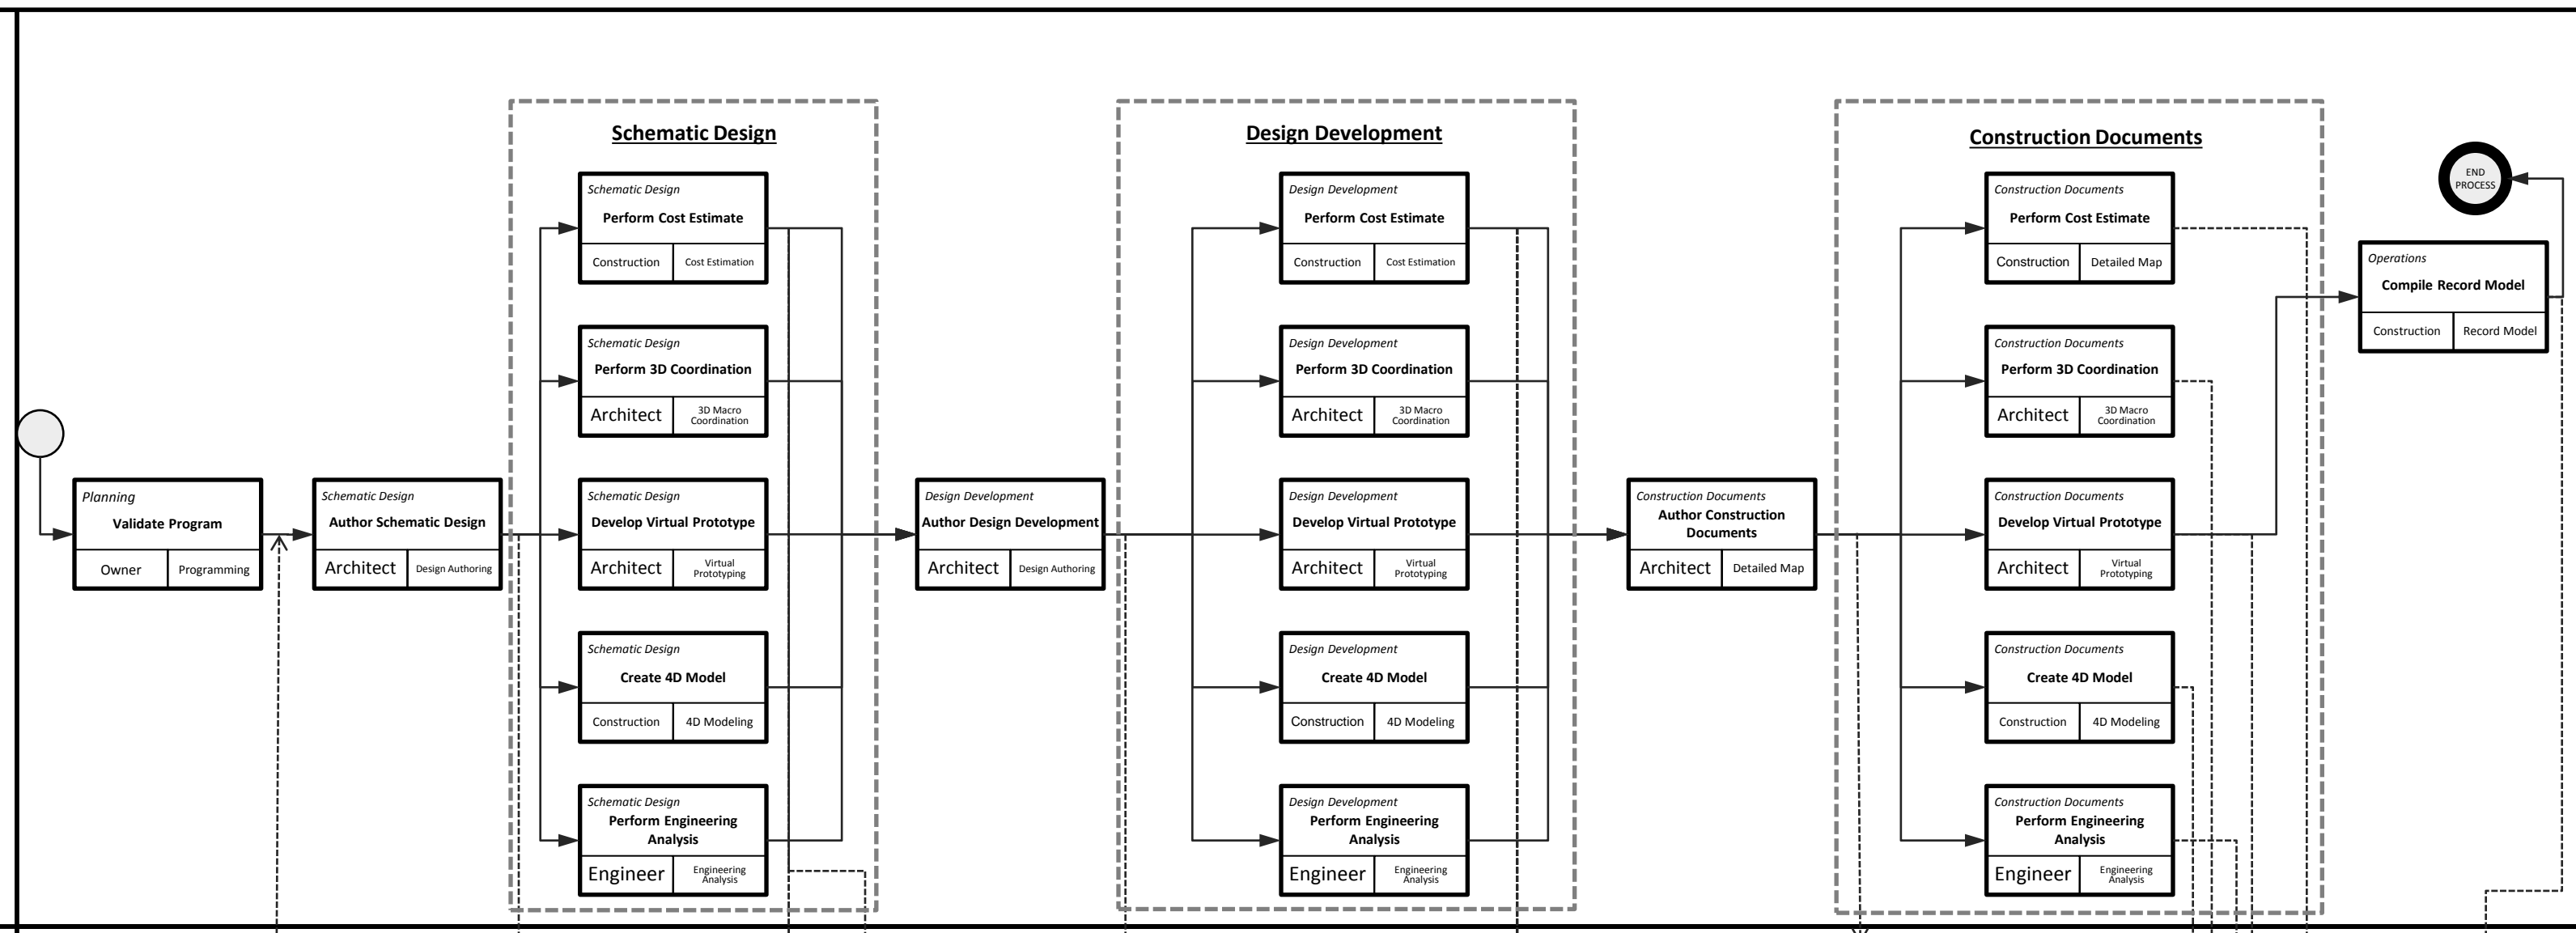 Planning
Validate Program
Owner
Programming
Schematic Design
Author Schematic Design
Architect
Design Authoring
Schematic Design
Schematic Design
Perform Cost Estimate
Construction
Cost Estimation
Schematic Design
Perform 3D Coordination
Architect
3D Macro
Coordination
Schematic Design
Develop Virtual Prototype
Architect
Virtual
Prototyping
Schematic Design
Create 4D Model
Construction
4D Modeling
Schematic Design
Perform Engineering
Analysis
Engineer
Engineering
Analysis
Design Development
Author Design Development
Architect
Design Authoring
Design Development
Design Development
Perform Cost Estimate
Construction
Cost Estimation
Design Development
Perform 3D Coordination
Architect
3D Macro
Coordination
Design Development
Develop Virtual Prototype
Architect
Virtual
Prototyping
Design Development
Create 4D Model
Construction
4D Modeling
Design Development
Perform Engineering
Analysis
Engineer
Engineering
Analysis
Construction Documents
Author Construction
Documents
Architect
Detailed Map
Construction Documents
Construction Documents
Perform Cost Estimate
Construction
Detailed Map
Construction Documents
Perform 3D Coordination
Architect
3D Macro
Coordination
Construction Documents
Develop Virtual Prototype
Architect
Virtual
Prototyping
Construction Documents
Create 4D Model
Construction
4D Modeling
Construction Documents
Perform Engineering
Analysis
Engineer
Engineering
Analysis
Operations
Compile Record Model
Construction
Record Model
END
PROCESS